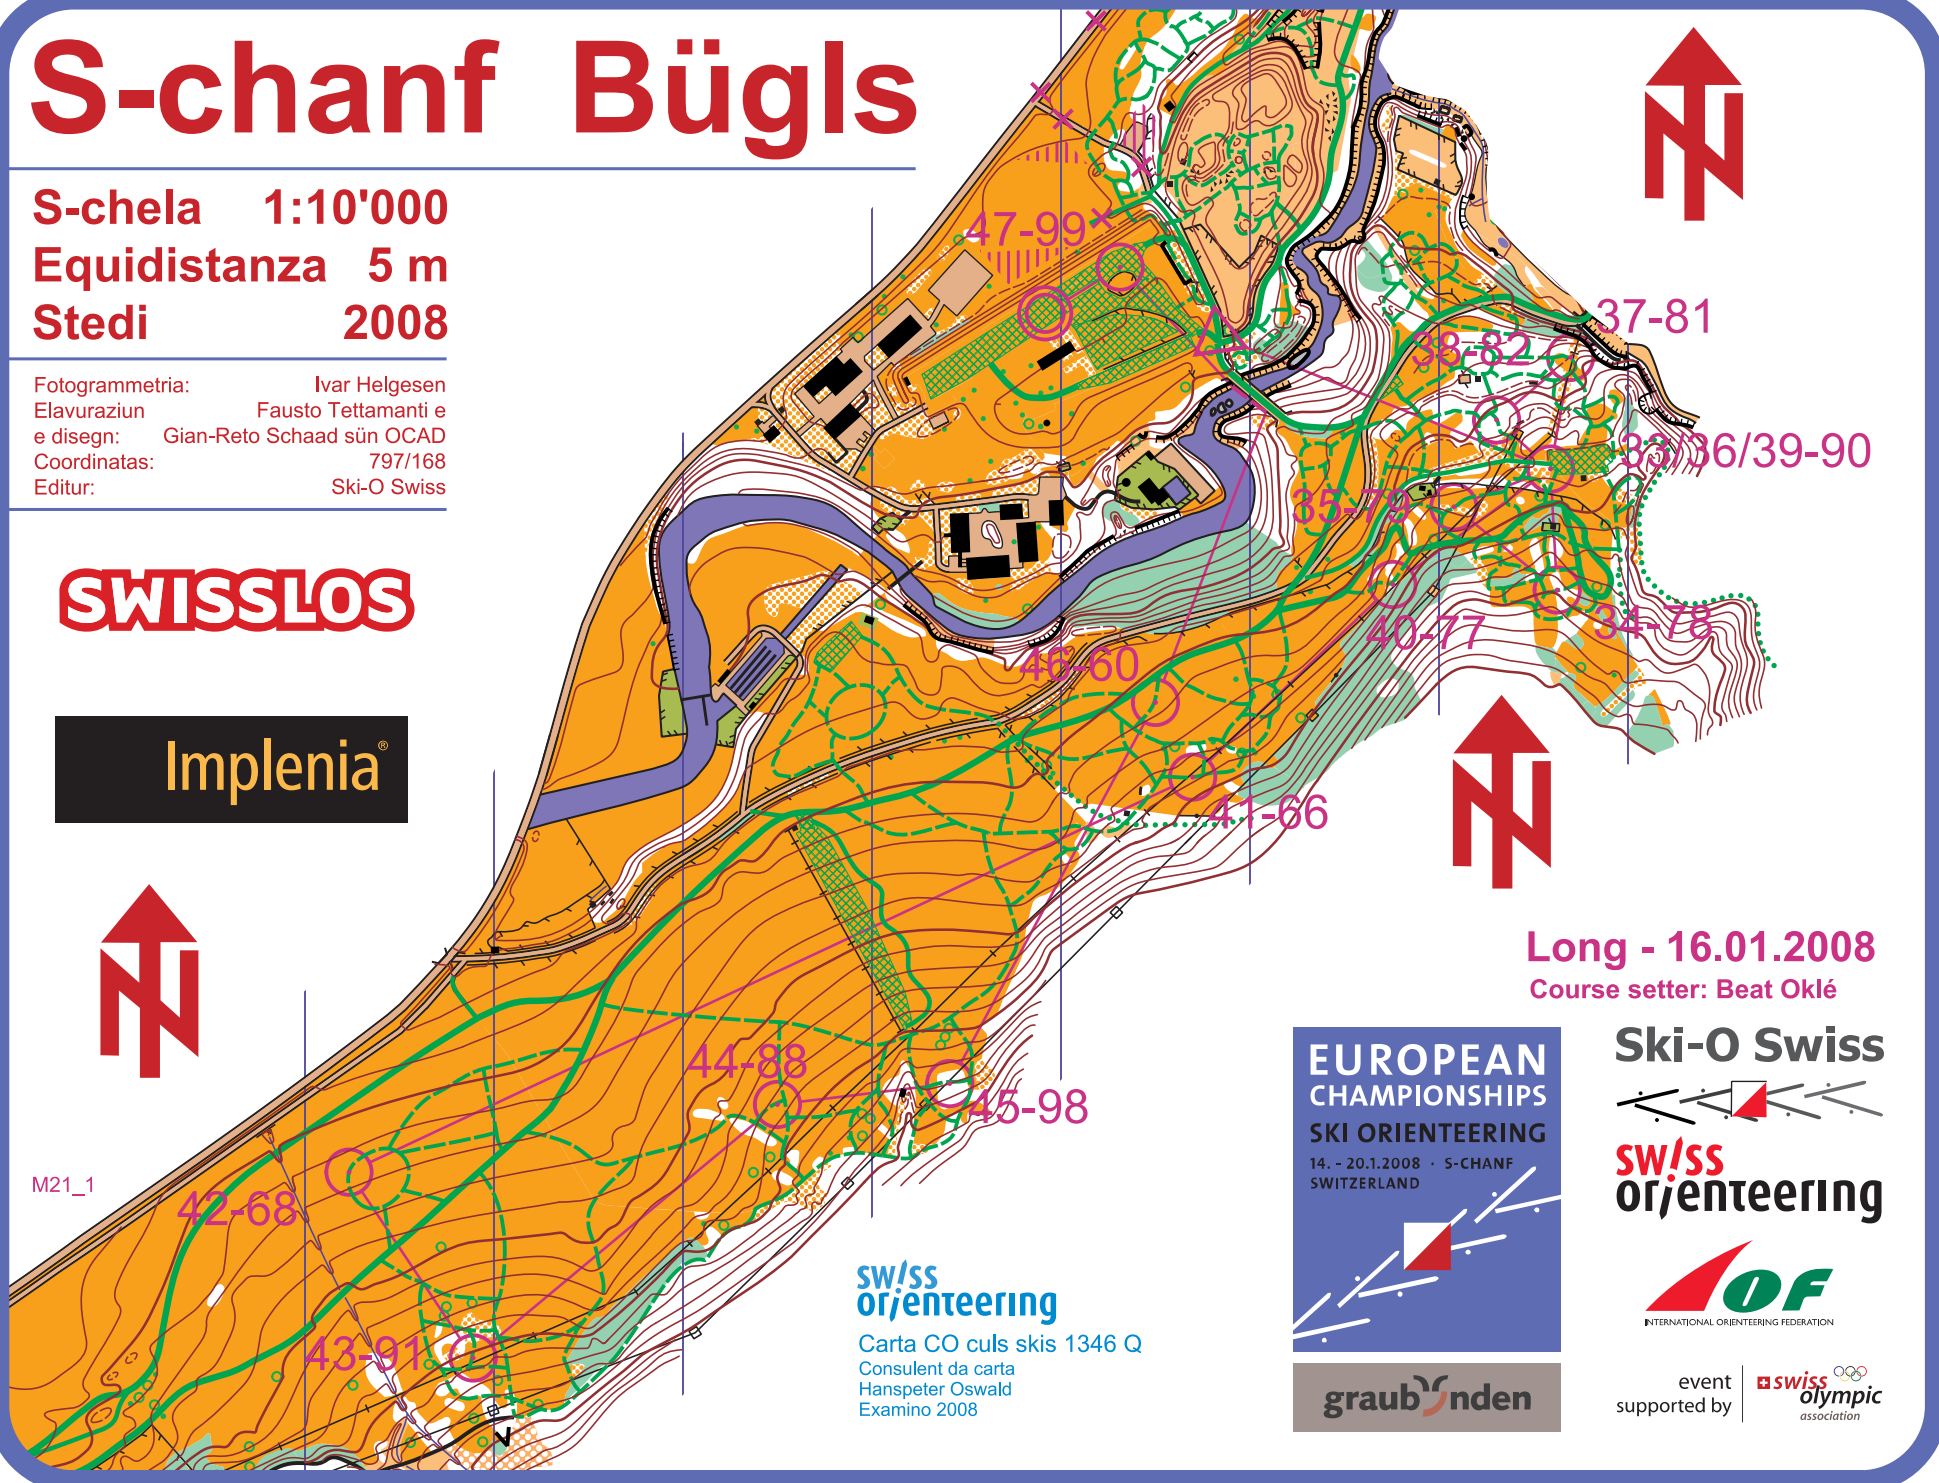 S-chanf Bügls
S-chela 1:10'000
Equidistanza 5 m
Stedi 2008
Fotogrammetria: Ivar Helgesen
Elavuraziun Fausto Tettamanti e
e disegn: Gian-Reto Schaad sün OCAD
Coordinatas: 797/168
Editur: Ski-O Swiss
SWISSLOS
Implenia®
N
N
N
47-99
37-81
38-82
33/36/39-90
35-79
34-78
40-77
46-60
41-66
44-88
45-98
42-68
43-91
M21_1
Long - 16.01.2008
Course setter: Beat Oklé
EUROPEAN
CHAMPIONSHIPS
SKI ORIENTEERING
14. - 20.1.2008 · S-CHANF
SWITZERLAND
graubünden
Ski-O Swiss
swiss
orienteering
IOF
INTERNATIONAL ORIENTEERING FEDERATION
event
supported by
swiss
olympic
association
swiss
orienteering
Carta CO culs skis 1346 Q
Consulent da carta
Hanspeter Oswald
Examino 2008